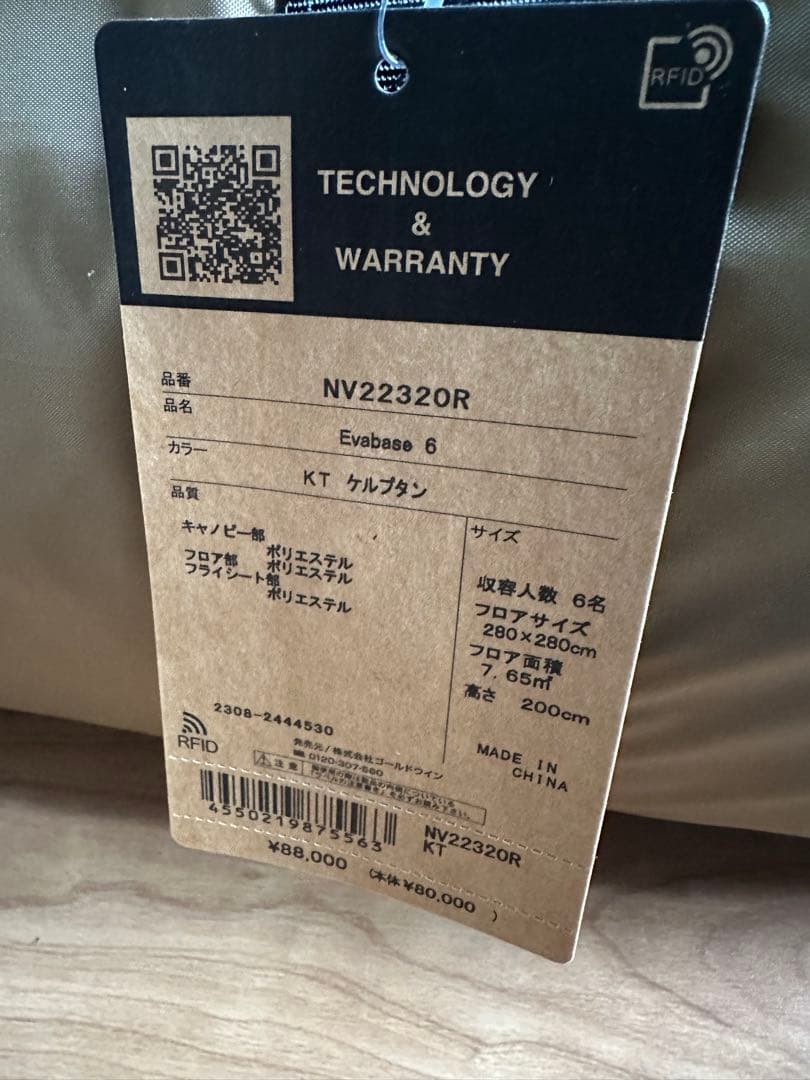 RFID
TECHNOLOGY
&
WARRANTY
品番 NV22320R
品名 Evabase 6
カラー KT ケルプタン
品質
キャノピー部
ポリエステル
フロア部 ポリエステル
フライシート部
ポリエステル
サイズ
収容人数 6名
フロアサイズ
280×280cm
フロア面積
7.65㎡
高さ 200cm
MADE IN
CHINA
2308-2444530
RFID
発売元/株式会社ゴールドウイン
0120-307-560
注意
4550219875563
NV22320R
KT
¥88,000 (本体¥80,000 )